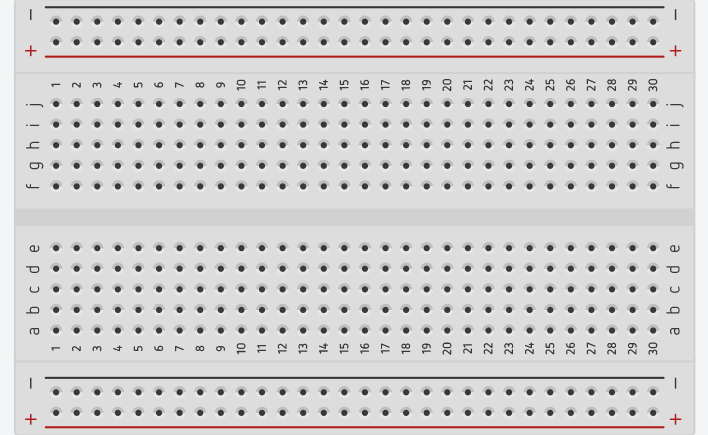 − −
+ +
1 2 3 4 5 6 7 8 9 10 11 12 13 14 15 16 17 18 19 20 21 22 23 24 25 26 27 28 29 30
j j
i i
h h
g g
f f
e e
d d
c c
b b
a a
1 2 3 4 5 6 7 8 9 10 11 12 13 14 15 16 17 18 19 20 21 22 23 24 25 26 27 28 29 30
− −
+ +